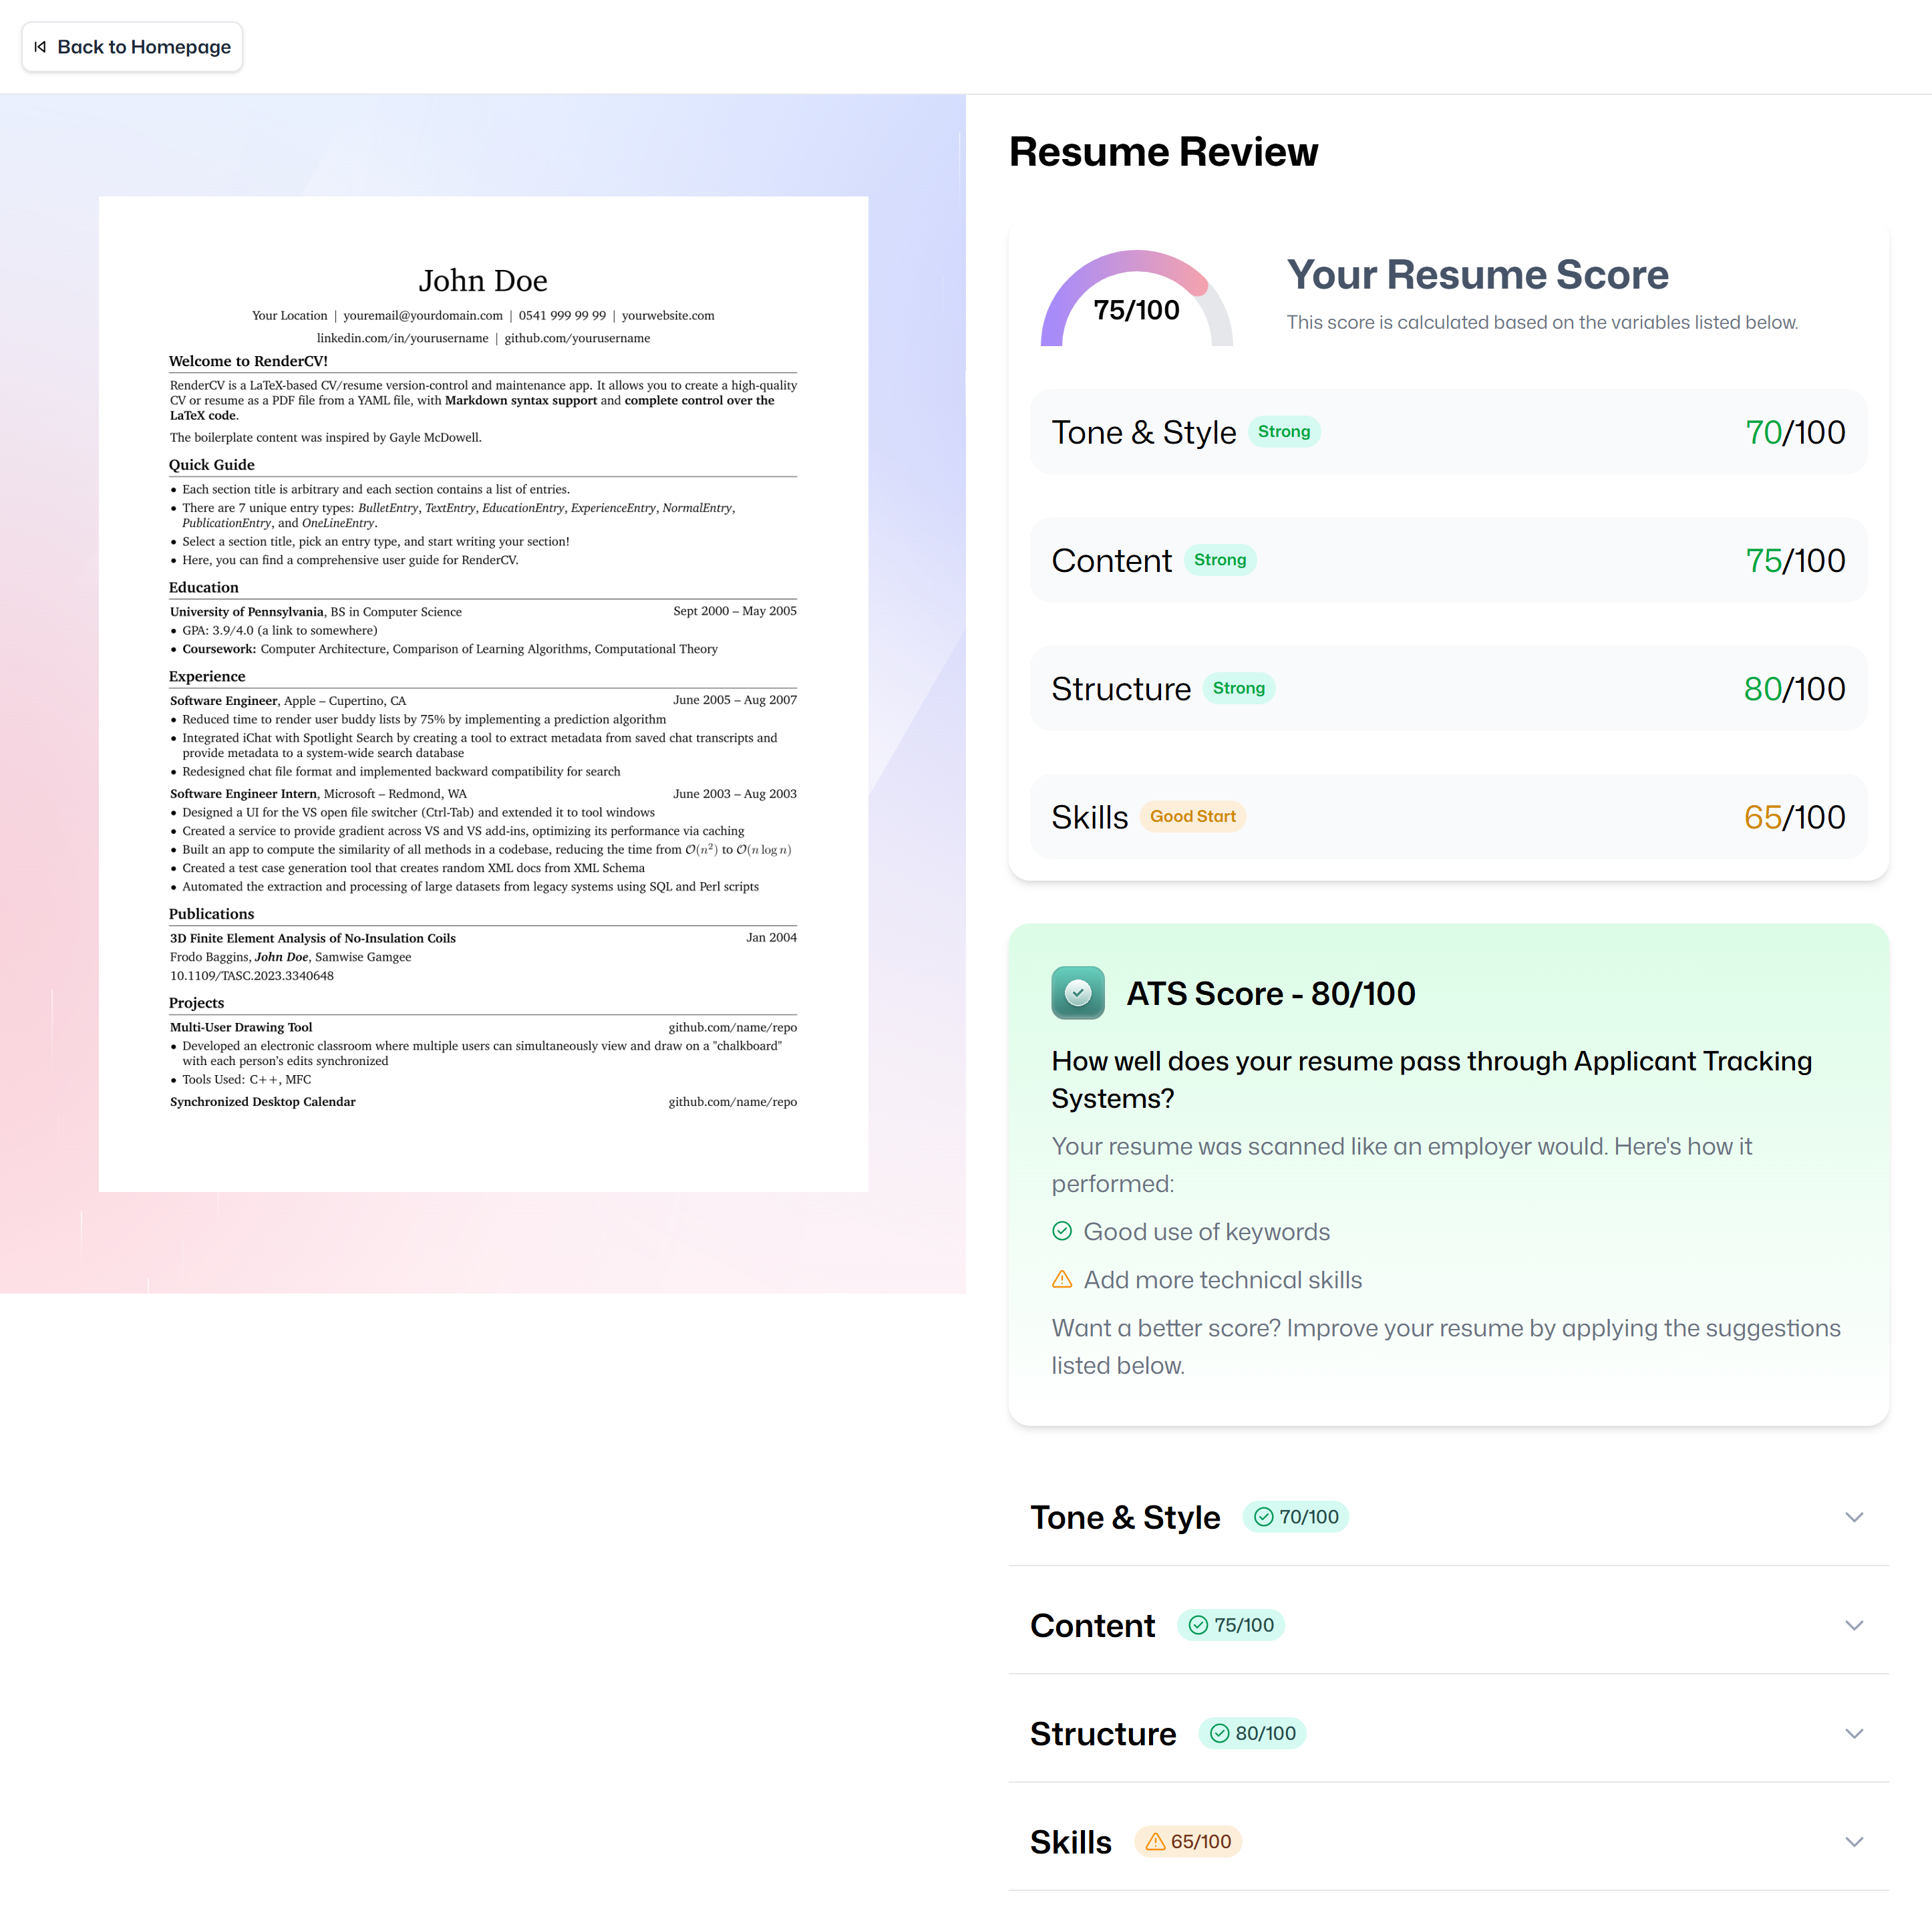 Back to Homepage
John Doe
Your Location | youremail@yourdomain.com | 0541 999 99 99 | yourwebsite.com
linkedin.com/in/yourusername | github.com/yourusername
Welcome to RenderCV!
RenderCV is a LaTeX-based CV/resume version-control and maintenance app. It allows you to create a high-quality
CV or resume as a PDF file from a YAML file, with Markdown syntax support and complete control over the
LaTeX code.
The boilerplate content was inspired by Gayle McDowell.
Quick Guide
• Each section title is arbitrary and each section contains a list of entries.
• There are 7 unique entry types: BulletEntry, TextEntry, EducationEntry, ExperienceEntry, NormalEntry,
PublicationEntry, and OneLineEntry.
• Select a section title, pick an entry type, and start writing your section!
• Here, you can find a comprehensive user guide for RenderCV.
Education
University of Pennsylvania, BS in Computer Science Sept 2000 – May 2005
• GPA: 3.9/4.0 (a link to somewhere)
• Coursework: Computer Architecture, Comparison of Learning Algorithms, Computational Theory
Experience
Software Engineer, Apple – Cupertino, CA June 2005 – Aug 2007
• Reduced time to render user buddy lists by 75% by implementing a prediction algorithm
• Integrated iChat with Spotlight Search by creating a tool to extract metadata from saved chat transcripts and
provide metadata to a system-wide search database
• Redesigned chat file format and implemented backward compatibility for search
Software Engineer Intern, Microsoft – Redmond, WA June 2003 – Aug 2003
• Designed a UI for the VS open file switcher (Ctrl-Tab) and extended it to tool windows
• Created a service to provide gradient across VS and VS add-ins, optimizing its performance via caching
• Built an app to compute the similarity of all methods in a codebase, reducing the time from 𝒪(n²) to 𝒪(n log n)
• Created a test case generation tool that creates random XML docs from XML Schema
• Automated the extraction and processing of large datasets from legacy systems using SQL and Perl scripts
Publications
3D Finite Element Analysis of No-Insulation Coils Jan 2004
Frodo Baggins, John Doe, Samwise Gamgee
10.1109/TASC.2023.3340648
Projects
Multi-User Drawing Tool github.com/name/repo
• Developed an electronic classroom where multiple users can simultaneously view and draw on a "chalkboard"
with each person's edits synchronized
• Tools Used: C++, MFC
Synchronized Desktop Calendar github.com/name/repo
Resume Review
75/100
Your Resume Score
This score is calculated based on the variables listed below.
Tone & Style Strong 70/100
Content Strong 75/100
Structure Strong 80/100
Skills Good Start 65/100
ATS Score - 80/100
How well does your resume pass through Applicant Tracking
Systems?
Your resume was scanned like an employer would. Here's how it
performed:
Good use of keywords
Add more technical skills
Want a better score? Improve your resume by applying the suggestions
listed below.
Tone & Style 70/100
Content 75/100
Structure 80/100
Skills 65/100